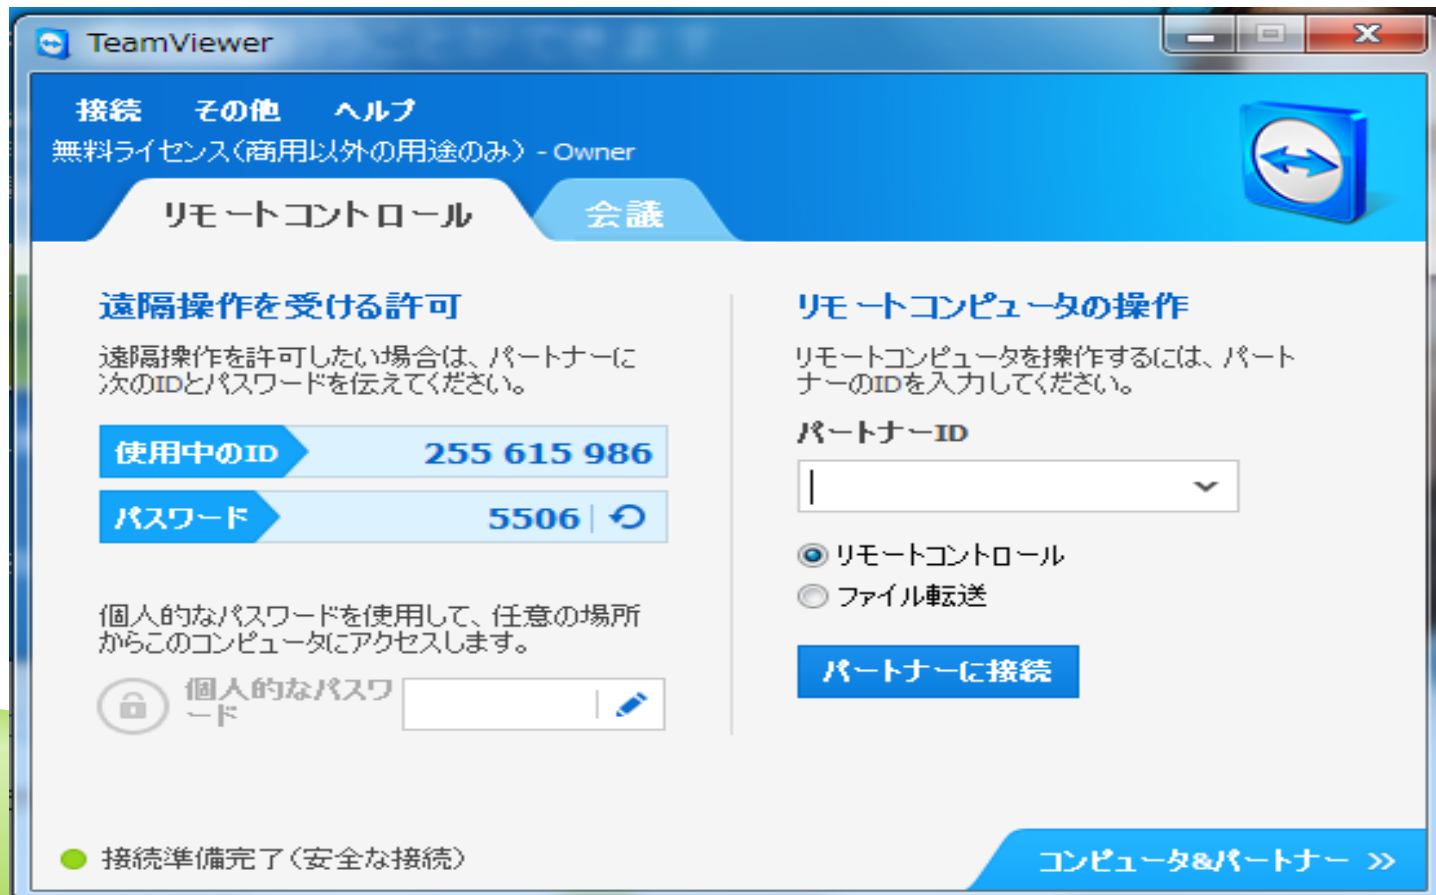 TeamViewer
接続 その他 ヘルプ
無料ライセンス(商用以外の用途のみ) - Owner
リモートコントロール 会議
遠隔操作を受ける許可
遠隔操作を許可したい場合は、パートナーに
次のIDとパスワードを伝えてください。
使用中のID 255 615 986
パスワード 5506
個人的なパスワードを使用して、任意の場所
からこのコンピュータにアクセスします。
個人的なパスワ
ード
リモートコンピュータの操作
リモートコンピュータを操作するには、パート
ナーのIDを入力してください。
パートナーID
リモートコントロール
ファイル転送
パートナーに接続
接続準備完了(安全な接続)
コンピュータ&パートナー >>